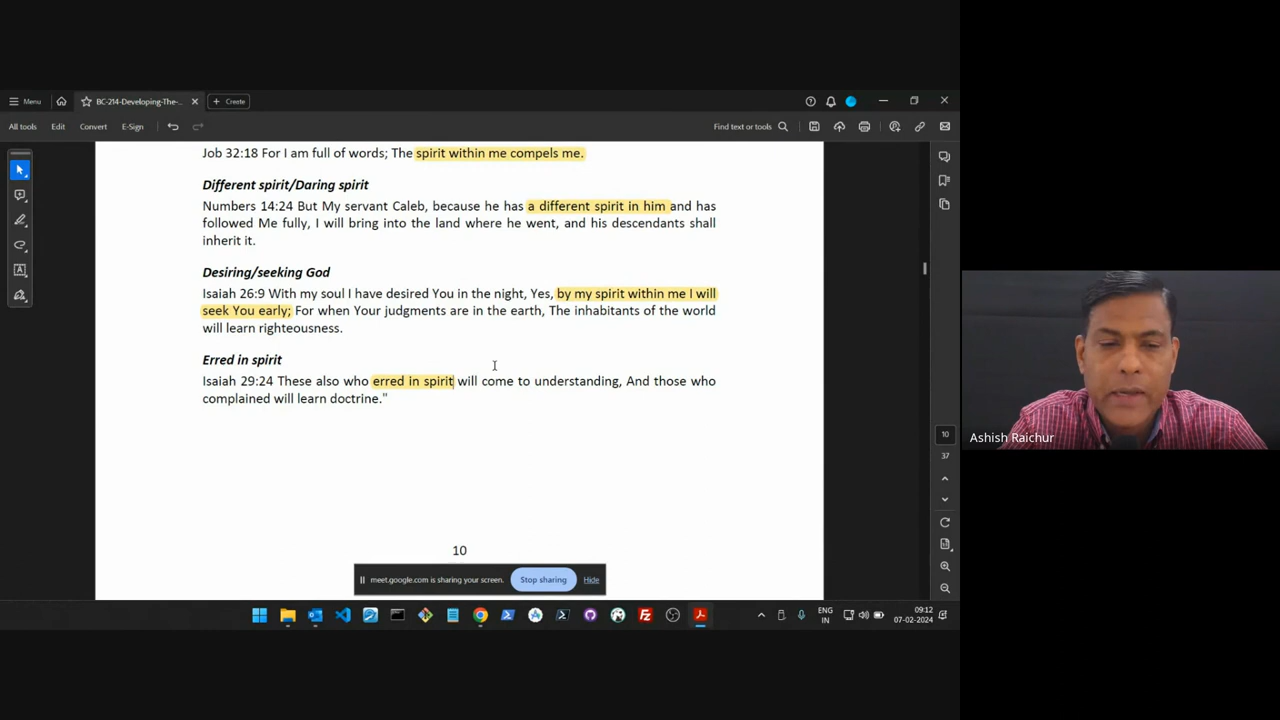 BC-214-Developing-The-...
Create
Menu
All tools
Edit
Convert
E-Sign
Find text or tools
Job 32:18 For I am full of words; The spirit within me compels me.
Different spirit/Daring spirit
Numbers 14:24 But My servant Caleb, because he has a different spirit in him and has
followed Me fully, I will bring into the land where he went, and his descendants shall
inherit it.
Desiring/seeking God
Isaiah 26:9 With my soul I have desired You in the night, Yes, by my spirit within me I will
seek You early; For when Your judgments are in the earth, The inhabitants of the world
will learn righteousness.
Erred in spirit
Isaiah 29:24 These also who erred in spirit will come to understanding, And those who
complained will learn doctrine."
10
10
37
meet.google.com is sharing your screen.
Stop sharing
Hide
ENG
IN
09:12
07-02-2024
Ashish Raichur